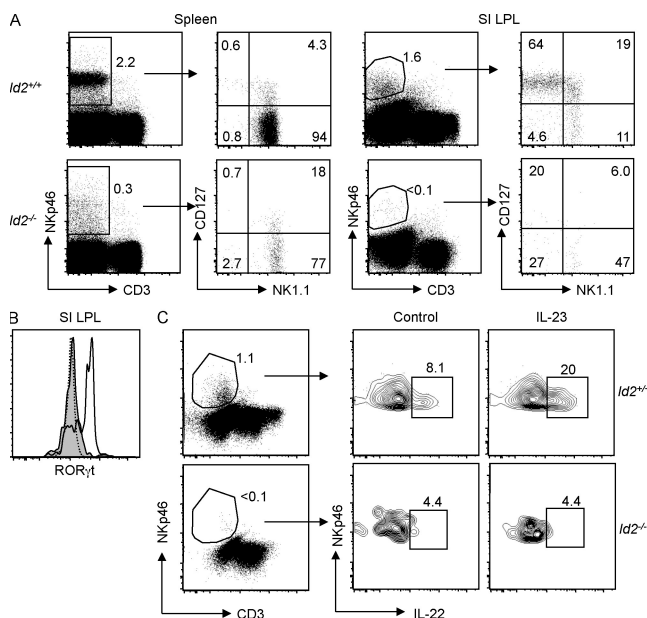 A
Spleen
SI LPL
Id2+/+
2.2
0.6
4.3
0.8
94
1.6
64
19
4.6
11
Id2-/-
0.3
0.7
18
2.7
77
<0.1
20
6.0
27
47
NKp46
CD127
NKp46
CD127
CD3
NK1.1
CD3
NK1.1
B
SI LPL
RORγt
C
Control
IL-23
1.1
8.1
20
Id2+/-
<0.1
4.4
4.4
Id2-/-
NKp46
NKp46
CD3
IL-22